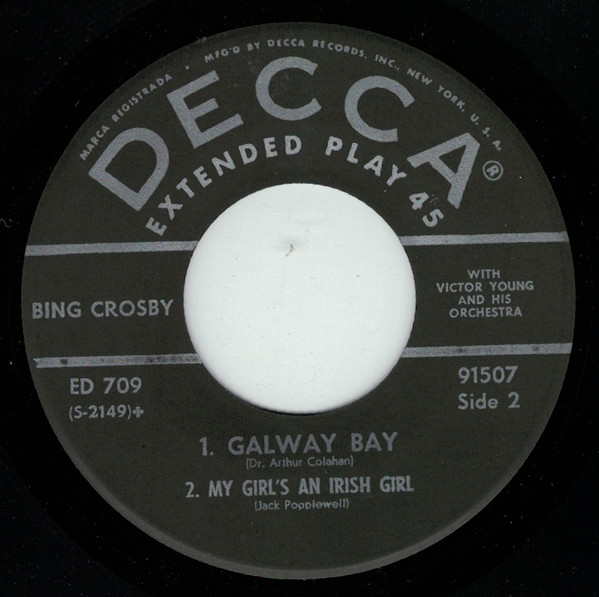 MARCA REGISTRADA • MFG'D BY DECCA RECORDS, INC., NEW YORK, U. S. A.
DECCA®
EXTENDED PLAY 45
BING CROSBY
WITH
VICTOR YOUNG
AND HIS
ORCHESTRA
ED 709
(S-2149)+
91507
Side 2
1. GALWAY BAY
(Dr. Arthur Colahan)
2. MY GIRL'S AN IRISH GIRL
(Jack Popplewell)